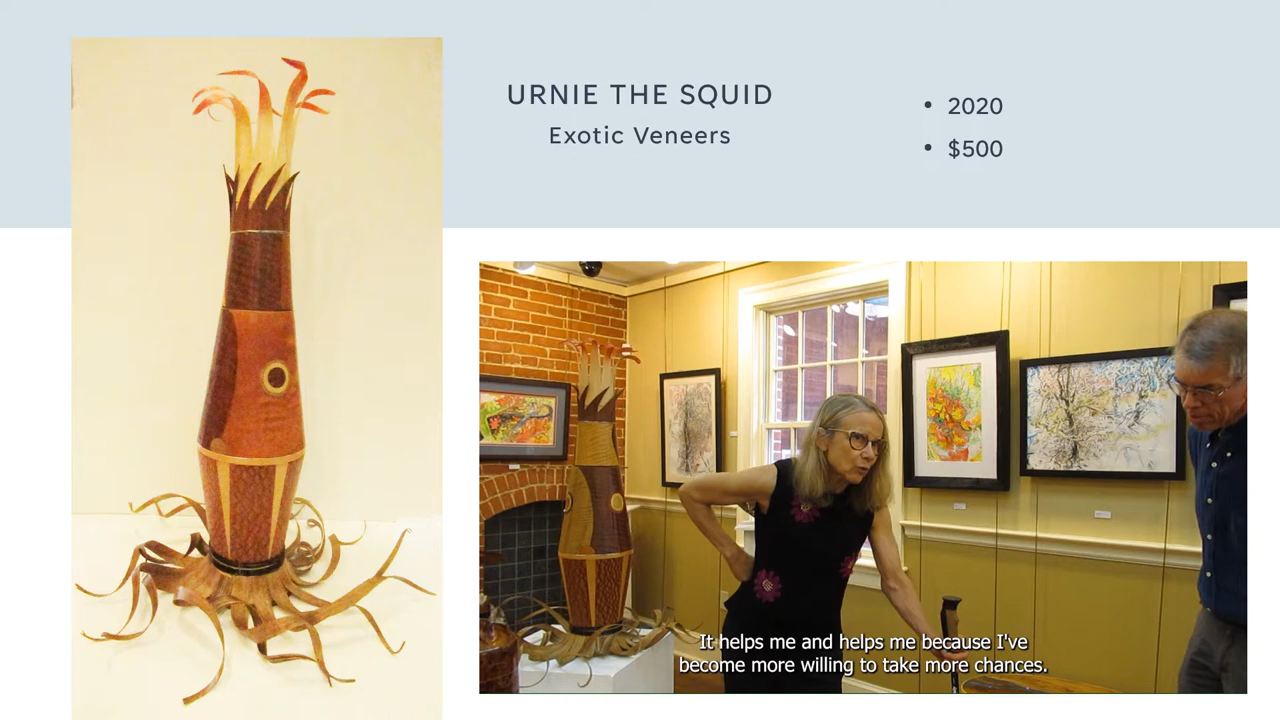 URNIE THE SQUID
Exotic Veneers
• 2020
• $500
It helps me and helps me because I've
become more willing to take more chances.